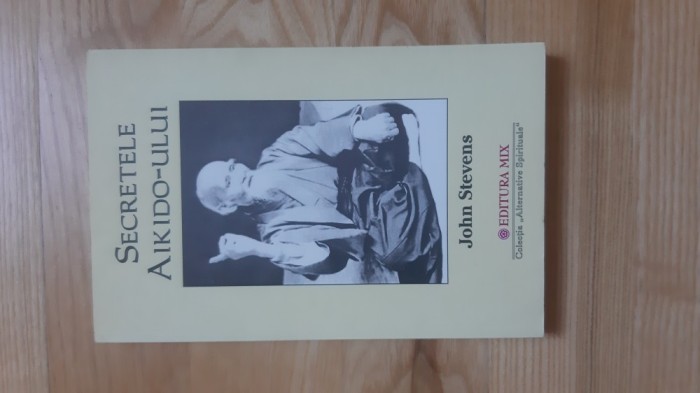 SECRETELE
AIKIDO-ULUI
John Stevens
@ EDITURA MIX
Colecţia „Alternative Spirituale"